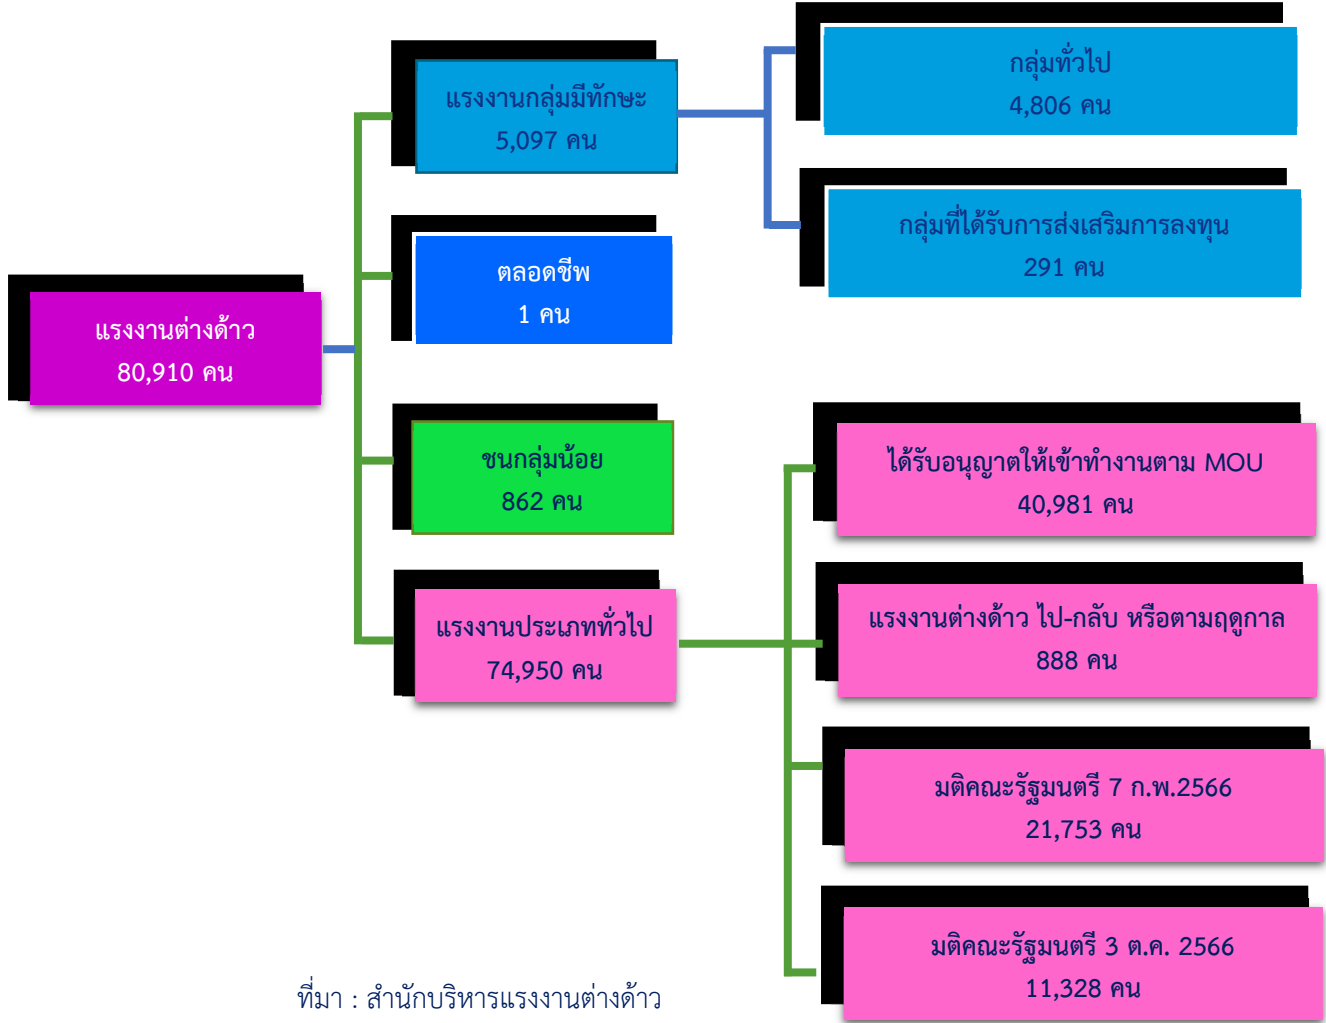 แรงงานต่างด้าว
80,910 คน
แรงงานกลุ่มมีทักษะ
5,097 คน
กลุ่มทั่วไป
4,806 คน
กลุ่มที่ได้รับการส่งเสริมการลงทุน
291 คน
ตลอดชีพ
1 คน
ชนกลุ่มน้อย
862 คน
แรงงานประเภททั่วไป
74,950 คน
ได้รับอนุญาตให้เข้าทำงานตาม MOU
40,981 คน
แรงงานต่างด้าว ไป-กลับ หรือตามฤดูกาล
888 คน
มติคณะรัฐมนตรี 7 ก.พ.2566
21,753 คน
มติคณะรัฐมนตรี 3 ต.ค. 2566
11,328 คน
ที่มา : สำนักบริหารแรงงานต่างด้าว